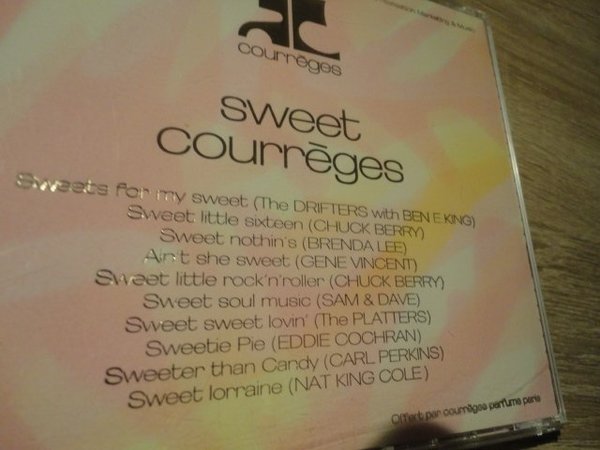 Marketing & Music
courrèges
sweet
courrèges
Sweets for my sweet (The DRIFTERS with BEN E.KING)
Sweet little sixteen (CHUCK BERRY)
Sweet nothin's (BRENDA LEE)
Ain't she sweet (GENE VINCENT)
Sweet little rock'n'roller (CHUCK BERRY)
Sweet soul music (SAM & DAVE)
Sweet sweet lovin' (The PLATTERS)
Sweetie Pie (EDDIE COCHRAN)
Sweeter than Candy (CARL PERKINS)
Sweet lorraine (NAT KING COLE)
Offert par courrèges parfums paris